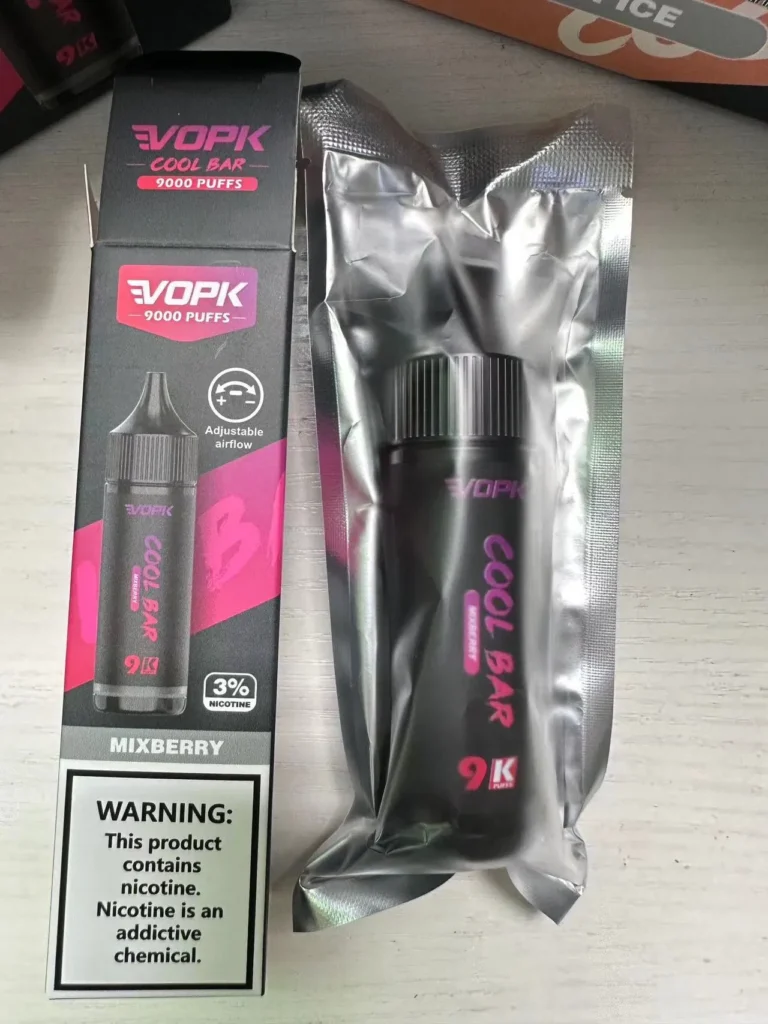 9K
ICE
VOPK
COOL BAR
9000 PUFFS
VOPK
9000 PUFFS
Adjustable
airflow
VOPK
COOL BAR
MIXBERRY
9K
3%
NICOTINE
MIXBERRY
WARNING:
This product
contains
nicotine.
Nicotine is an
addictive
chemical.
VOPK
COOL BAR
MIXBERRY
9K
PUFFS